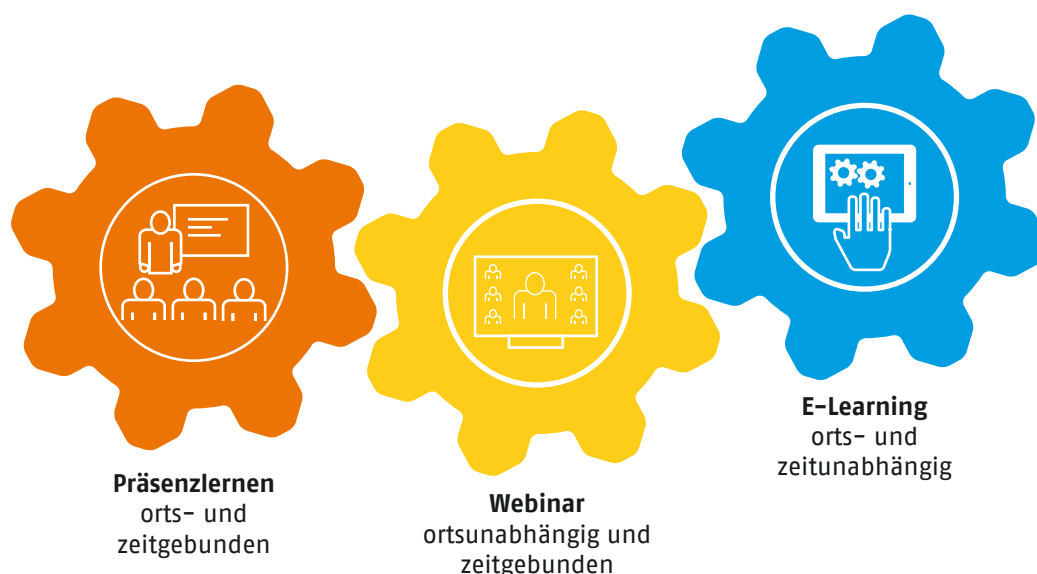 Präsenzlernen
orts- und
zeitgebunden
Webinar
ortsunabhängig und
zeitgebunden
E-Learning
orts- und
zeitunabhängig